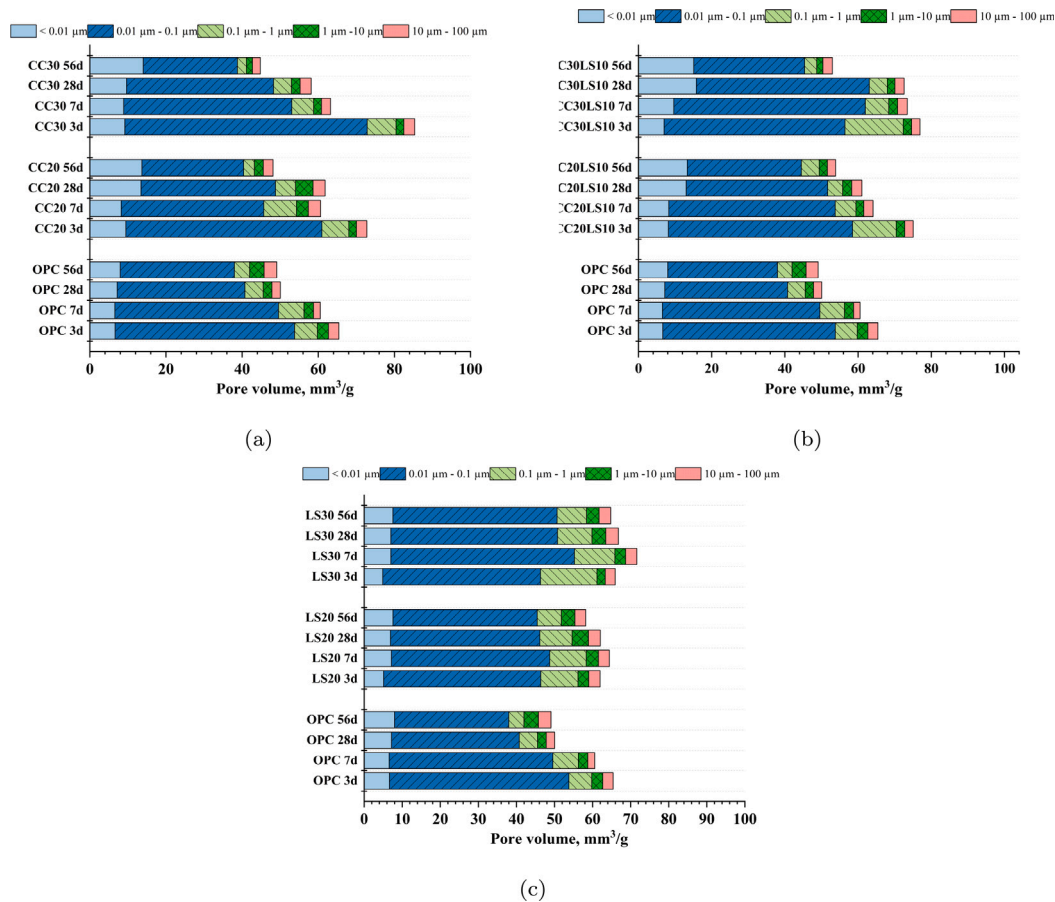 < 0.01 µm 0.01 µm - 0.1 µm 0.1 µm - 1 µm 1 µm -10 µm 10 µm - 100 µm
CC30 56d
CC30 28d
CC30 7d
CC30 3d
CC20 56d
CC20 28d
CC20 7d
CC20 3d
OPC 56d
OPC 28d
OPC 7d
OPC 3d
0 20 40 60 80 100
Pore volume, mm³/g
(a)
< 0.01 µm 0.01 µm - 0.1 µm 0.1 µm - 1 µm 1 µm -10 µm 10 µm - 100 µm
CC30LS10 56d
CC30LS10 28d
CC30LS10 7d
CC30LS10 3d
CC20LS10 56d
CC20LS10 28d
CC20LS10 7d
CC20LS10 3d
OPC 56d
OPC 28d
OPC 7d
OPC 3d
0 20 40 60 80 100
Pore volume, mm³/g
(b)
< 0.01 µm 0.01 µm - 0.1 µm 0.1 µm - 1 µm 1 µm -10 µm 10 µm - 100 µm
LS30 56d
LS30 28d
LS30 7d
LS30 3d
LS20 56d
LS20 28d
LS20 7d
LS20 3d
OPC 56d
OPC 28d
OPC 7d
OPC 3d
0 10 20 30 40 50 60 70 80 90 100
Pore volume, mm³/g
(c)